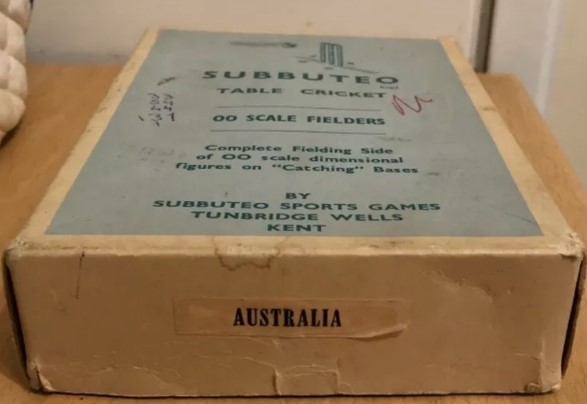 SUBBUTEO
TABLE CRICKET
OO SCALE FIELDERS
Complete Fielding Side
of OO scale dimensional
figures on "Catching" Bases
BY
SUBBUTEO SPORTS GAMES
TUNBRIDGE WELLS
KENT
AUSTRALIA